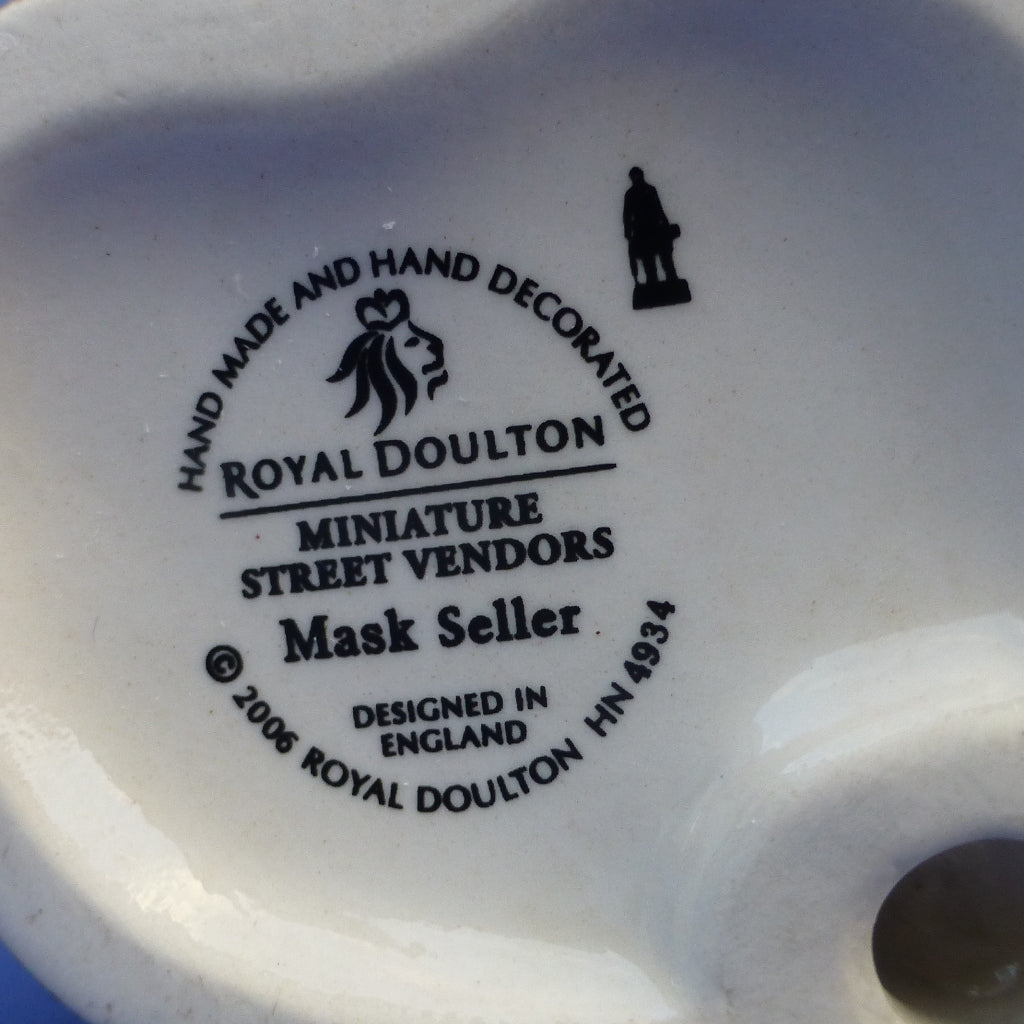 HAND MADE AND HAND DECORATED
ROYAL DOULTON
MINIATURE
STREET VENDORS
Mask Seller
DESIGNED IN
ENGLAND
© 2006 ROYAL DOULTON HN 4934